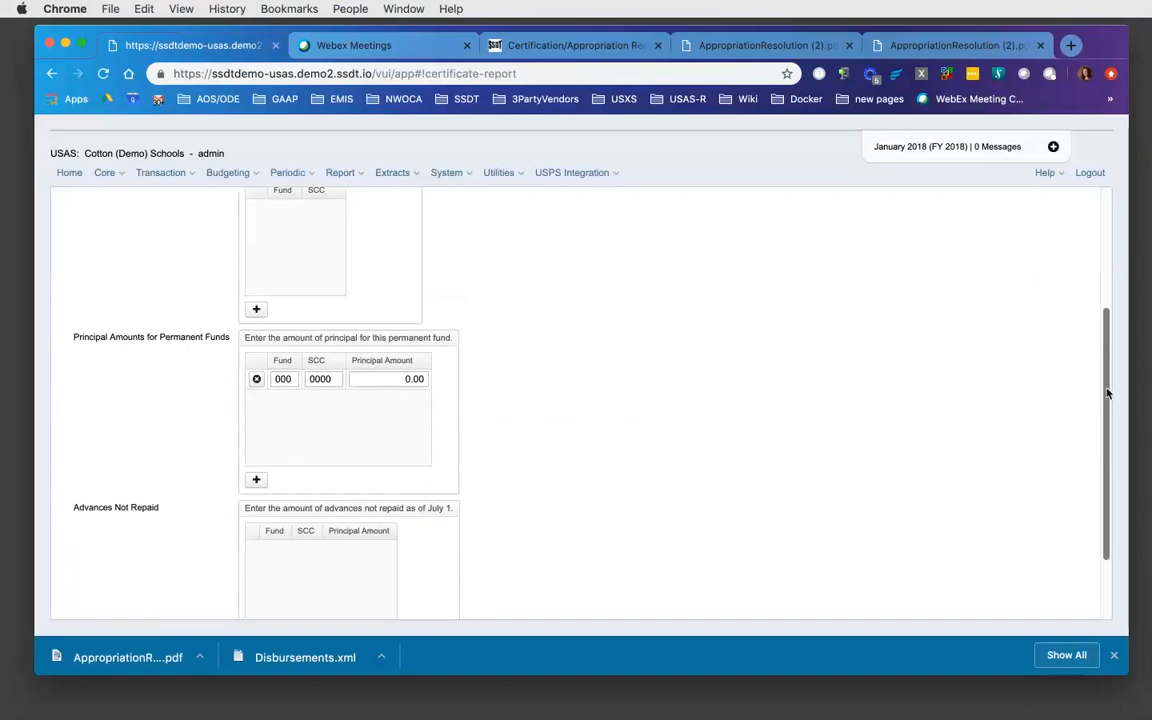 Chrome File Edit View History Bookmarks People Window Help
https://ssdtdemo-usas.demo2 Webex Meetings SSDT Certification/Appropriation Re AppropriationResolution (2).pd AppropriationResolution (2).pd
https://ssdtdemo-usas.demo2.ssdt.io/vui/app#!certificate-report
Apps AOS/ODE GAAP EMIS NWOCA SSDT 3PartyVendors USXS USAS-R Wiki Docker new pages WebEx Meeting C... »
USAS: Cotton (Demo) Schools - admin
January 2018 (FY 2018) | 0 Messages
Home Core Transaction Budgeting Periodic Report Extracts System Utilities USPS Integration Help Logout
Fund SCC
Principal Amounts for Permanent Funds
Enter the amount of principal for this permanent fund.
Fund SCC Principal Amount
000 0000 0.00
Advances Not Repaid
Enter the amount of advances not repaid as of July 1.
Fund SCC Principal Amount
AppropriationR....pdf Disbursements.xml Show All